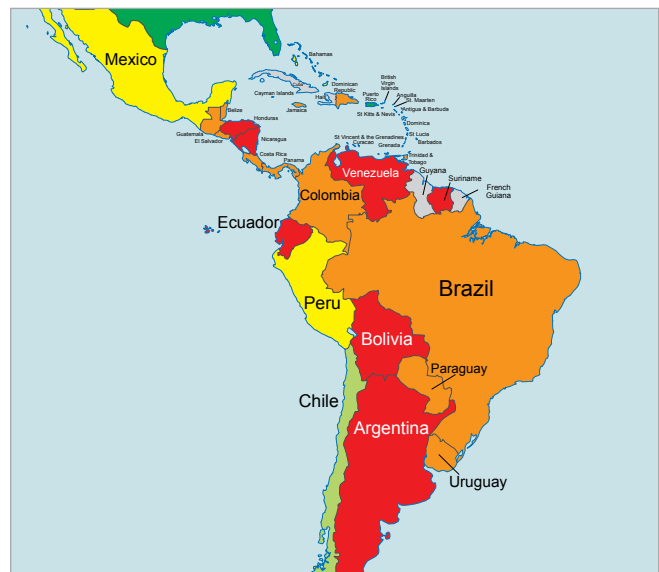 Mexico
Bahamas
Cuba
Cayman Islands
Haiti
Dominican
Republic
Jamaica
Puerto
Rico
British
Virgin
Islands
Anguilla
St. Maarten
Antigua & Barbuda
St Kitts & Nevis
Dominica
St Lucia
Barbados
St Vincent & the Grenadines
Curacao
Grenada
Trinidad &
Tobago
Belize
Honduras
Guatemala
El Salvador
Nicaragua
Costa Rica
Panama
Venezuela
Guyana
Suriname
French
Guiana
Colombia
Ecuador
Peru
Brazil
Bolivia
Paraguay
Chile
Argentina
Uruguay